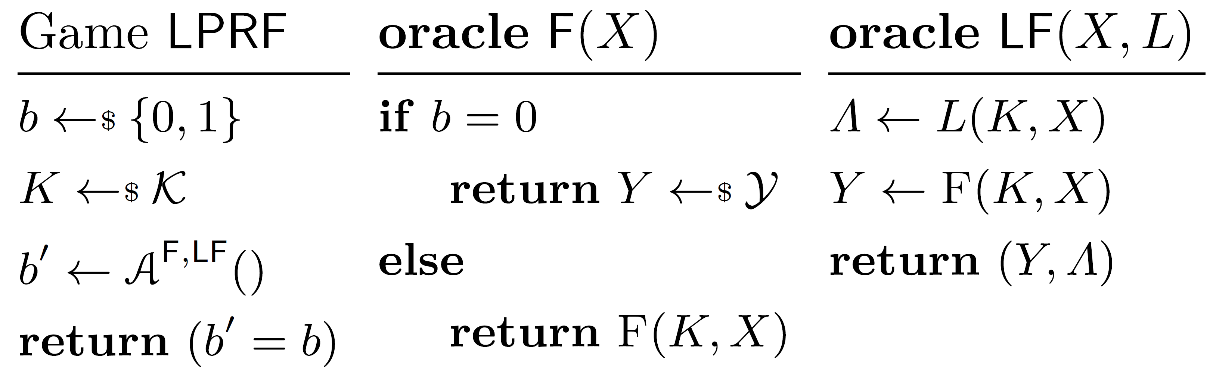 Game LPRF
b ←$ {0, 1}
K ←$ 𝒦
b′ ← 𝒜^{F,LF}()
return (b′ = b)
oracle F(X)
if b = 0
return Y ←$ 𝒴
else
return F(K, X)
oracle LF(X, L)
Λ ← L(K, X)
Y ← F(K, X)
return (Y, Λ)